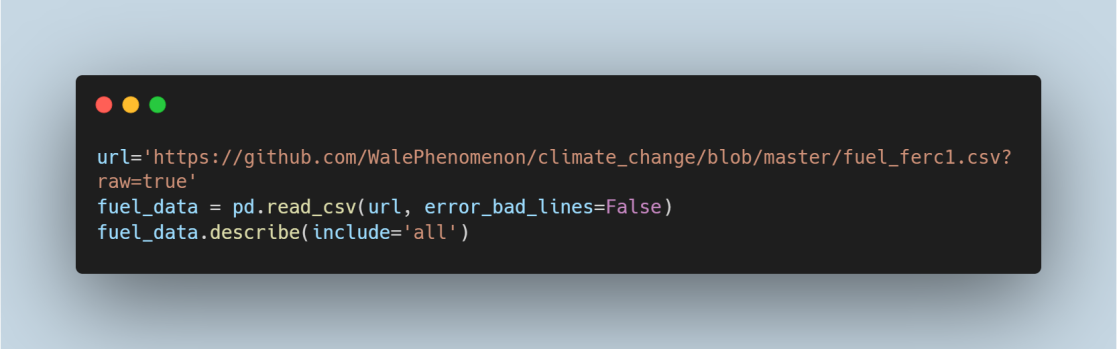 url='https://github.com/WalePhenomenon/climate_change/blob/master/fuel_ferc1.csv?
raw=true'
fuel_data = pd.read_csv(url, error_bad_lines=False)
fuel_data.describe(include='all')